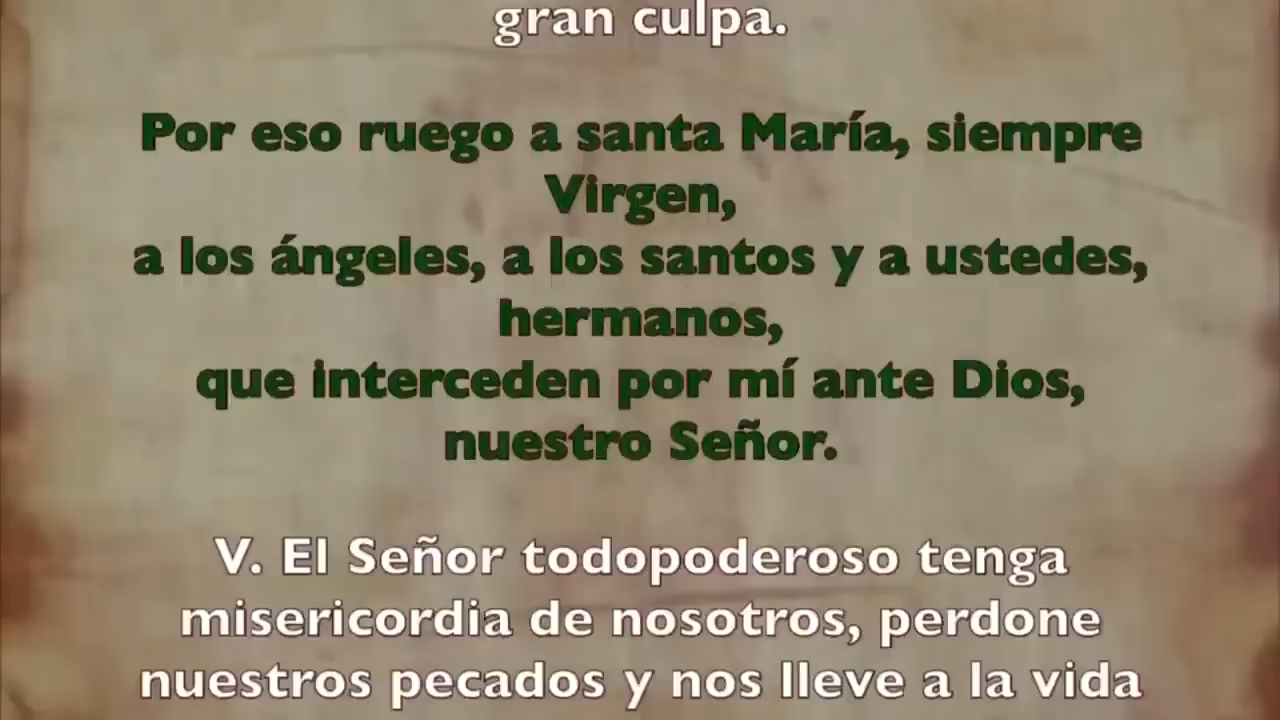 gran culpa.
Por eso ruego a santa María, siempre
Virgen,
a los ángeles, a los santos y a ustedes,
hermanos,
que interceden por mí ante Dios,
nuestro Señor.
V. El Señor todopoderoso tenga
misericordia de nosotros, perdone
nuestros pecados y nos lleve a la vida